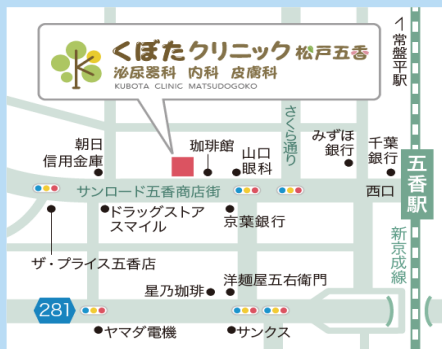 くぼたクリニック 松戸五香
泌尿器科 内科 皮膚科
KUBOTA CLINIC MATSUDOGOKO
↑常盤平駅
さくら通り
朝日
信用金庫
珈琲館
山口
眼科
みずほ
銀行
千葉
銀行
五香駅
サンロード五香商店街
西口
ドラッグストア
スマイル
京葉銀行
新京成線
ザ・プライス五香店
星乃珈琲
洋麺屋五右衛門
281
ヤマダ電機
サンクス